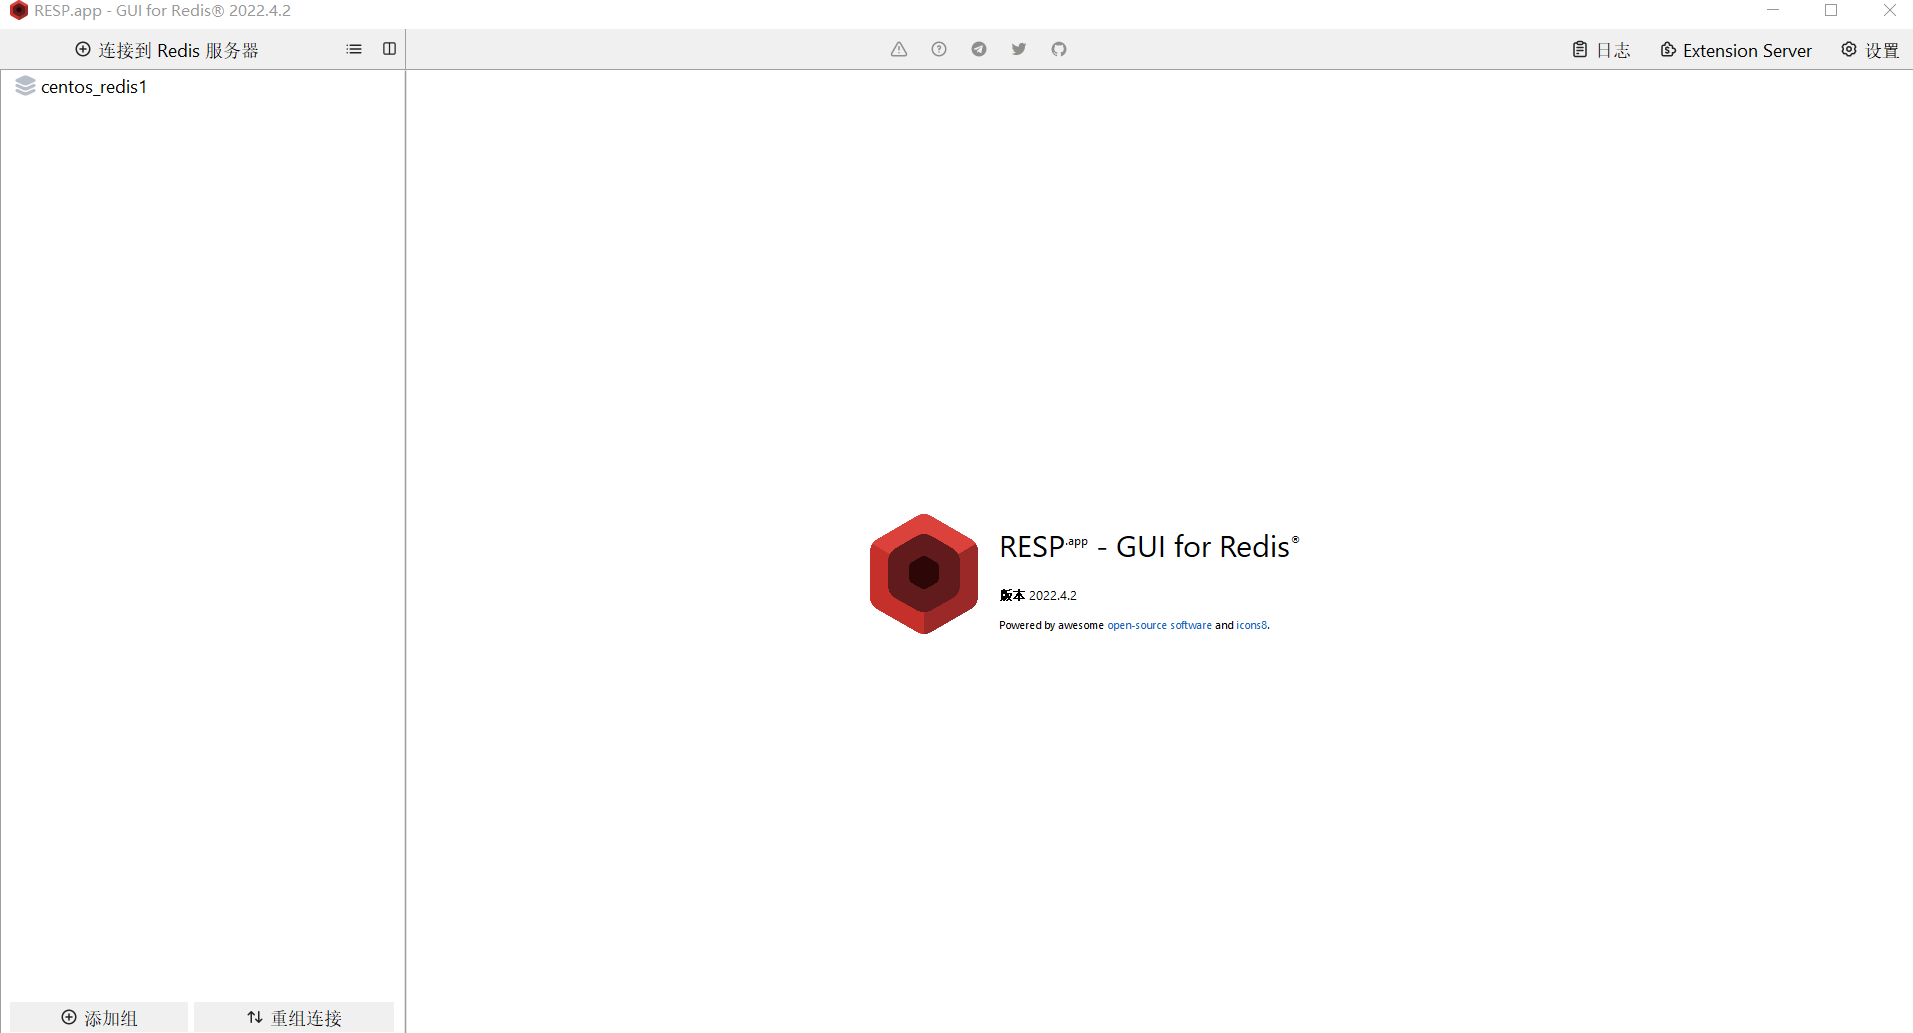 RESP.app - GUI for Redis® 2022.4.2
连接到 Redis 服务器
日志
Extension Server
设置
centos_redis1
RESP.app - GUI for Redis®
版本 2022.4.2
Powered by awesome open-source software and icons8.
添加组
重组连接